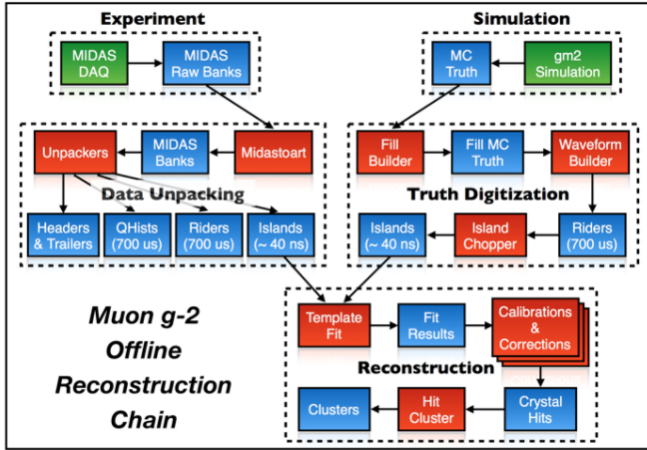 Experiment
MIDAS
DAQ
MIDAS
Raw Banks
Simulation
MC
Truth
gm2
Simulation
Unpackers
MIDAS
Banks
Midastoart
Data Unpacking
Headers
& Trailers
QHists
(700 us)
Riders
(700 us)
Islands
(~ 40 ns)
Fill
Builder
Fill MC
Truth
Waveform
Builder
Truth Digitization
Islands
(~ 40 ns)
Island
Chopper
Riders
(700 us)
Muon g-2
Offline
Reconstruction
Chain
Template
Fit
Fit
Results
Calibrations
&
Corrections
Reconstruction
Clusters
Hit
Cluster
Crystal
Hits